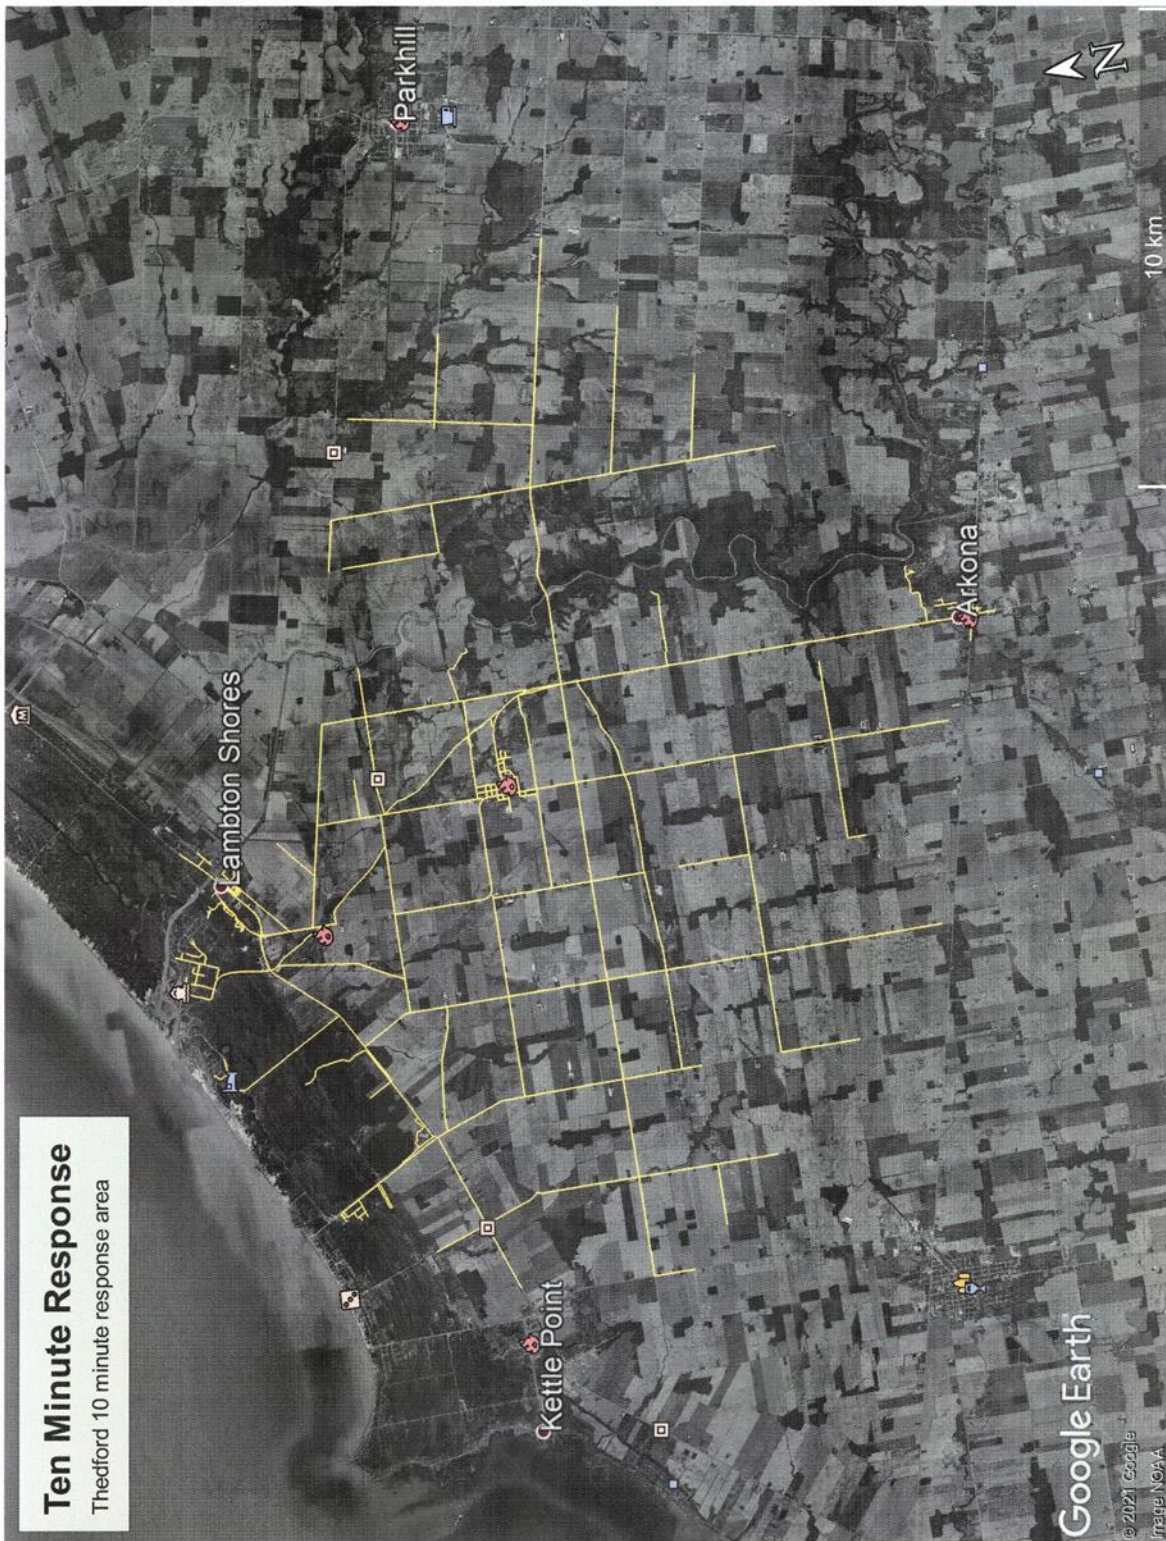 Ten Minute Response
Thedford 10 minute response area
Parkhill
Lambton Shores
Arkona
Kettle Point
N
M
10 km
Google Earth
© 2021 Google
Image NOAA